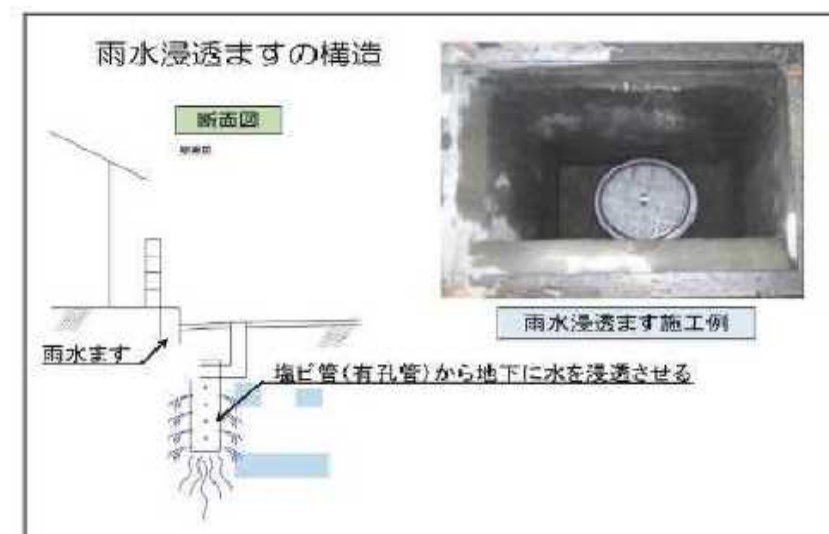 雨水浸透ますの構造
断面図
雨水浸透ます施工例
雨水ます
塩ビ管(有孔管)から地下に水を浸透させる